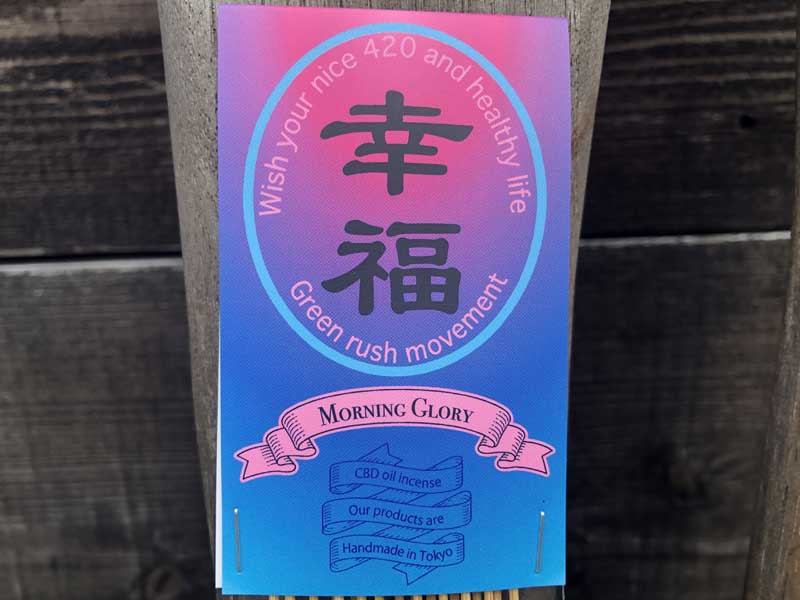 Wish your nice 420 and healthy life
幸
福
Green rush movement
MORNING GLORY
CBD oil incense
Our products are
Handmade in Tokyo